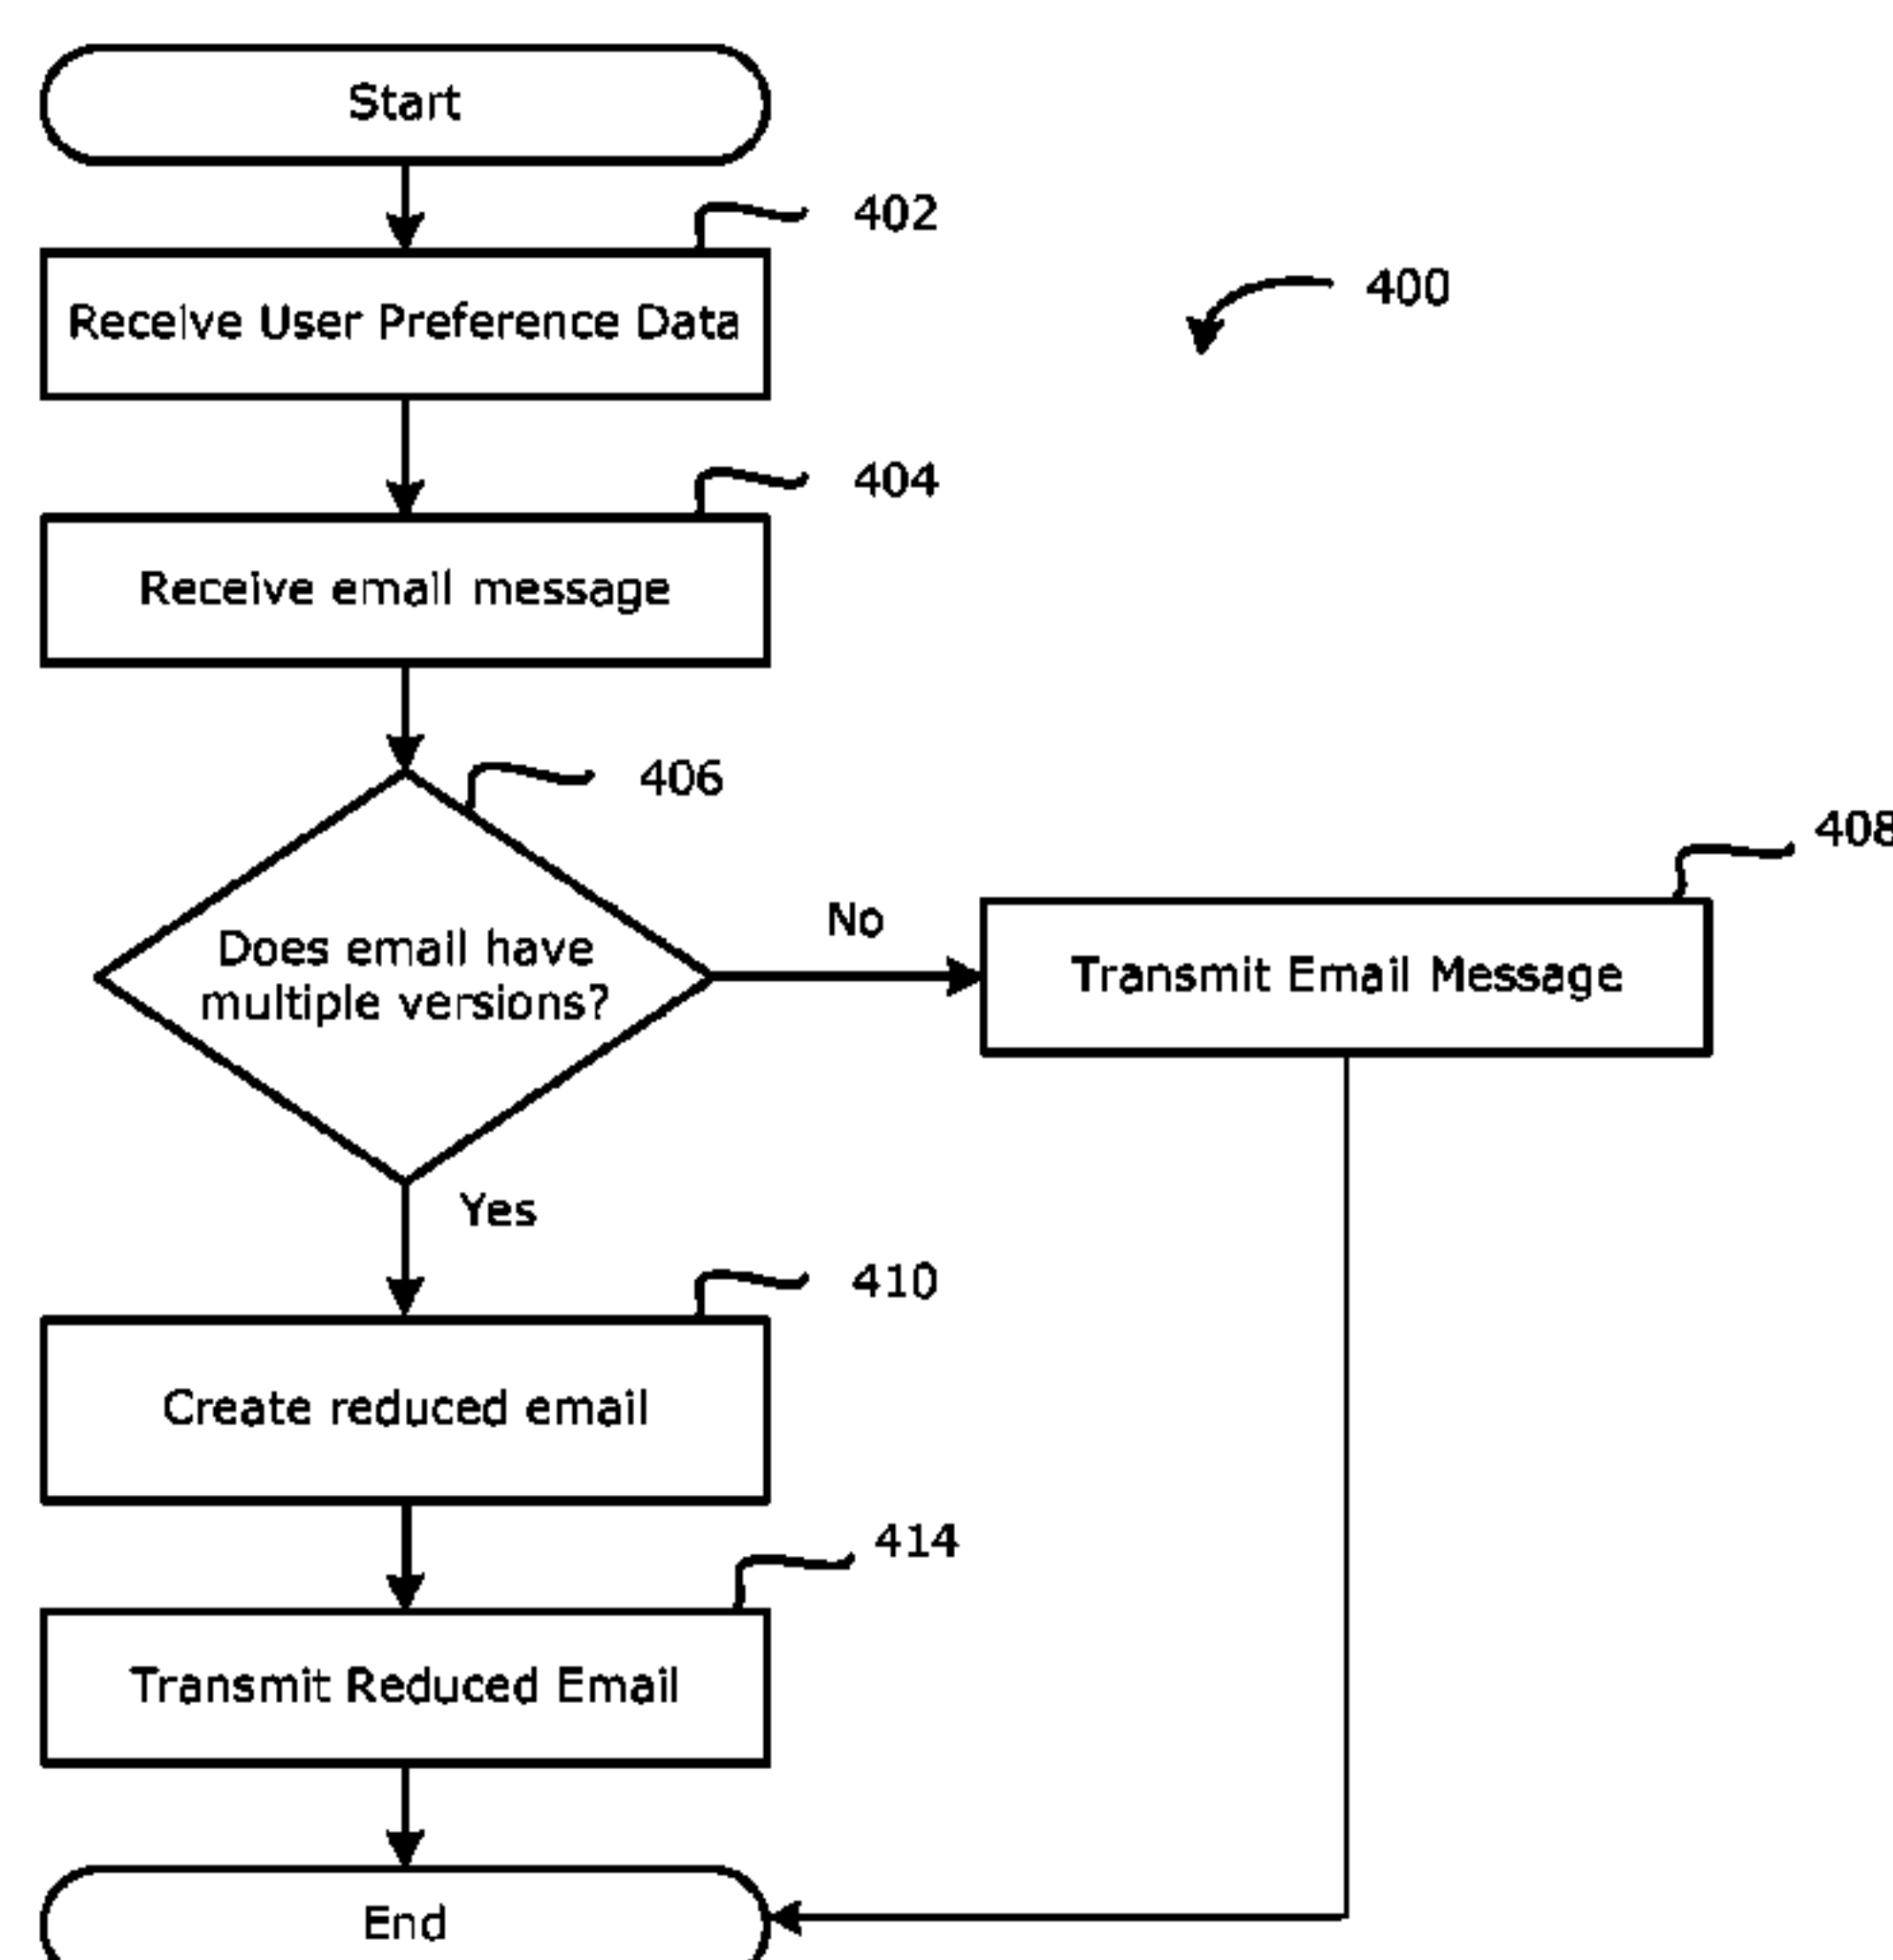 Start
402
Receive User Preference Data
400
404
Receive email message
406
Does email have
multiple versions?
No
408
Transmit Email Message
Yes
410
Create reduced email
414
Transmit Reduced Email
End